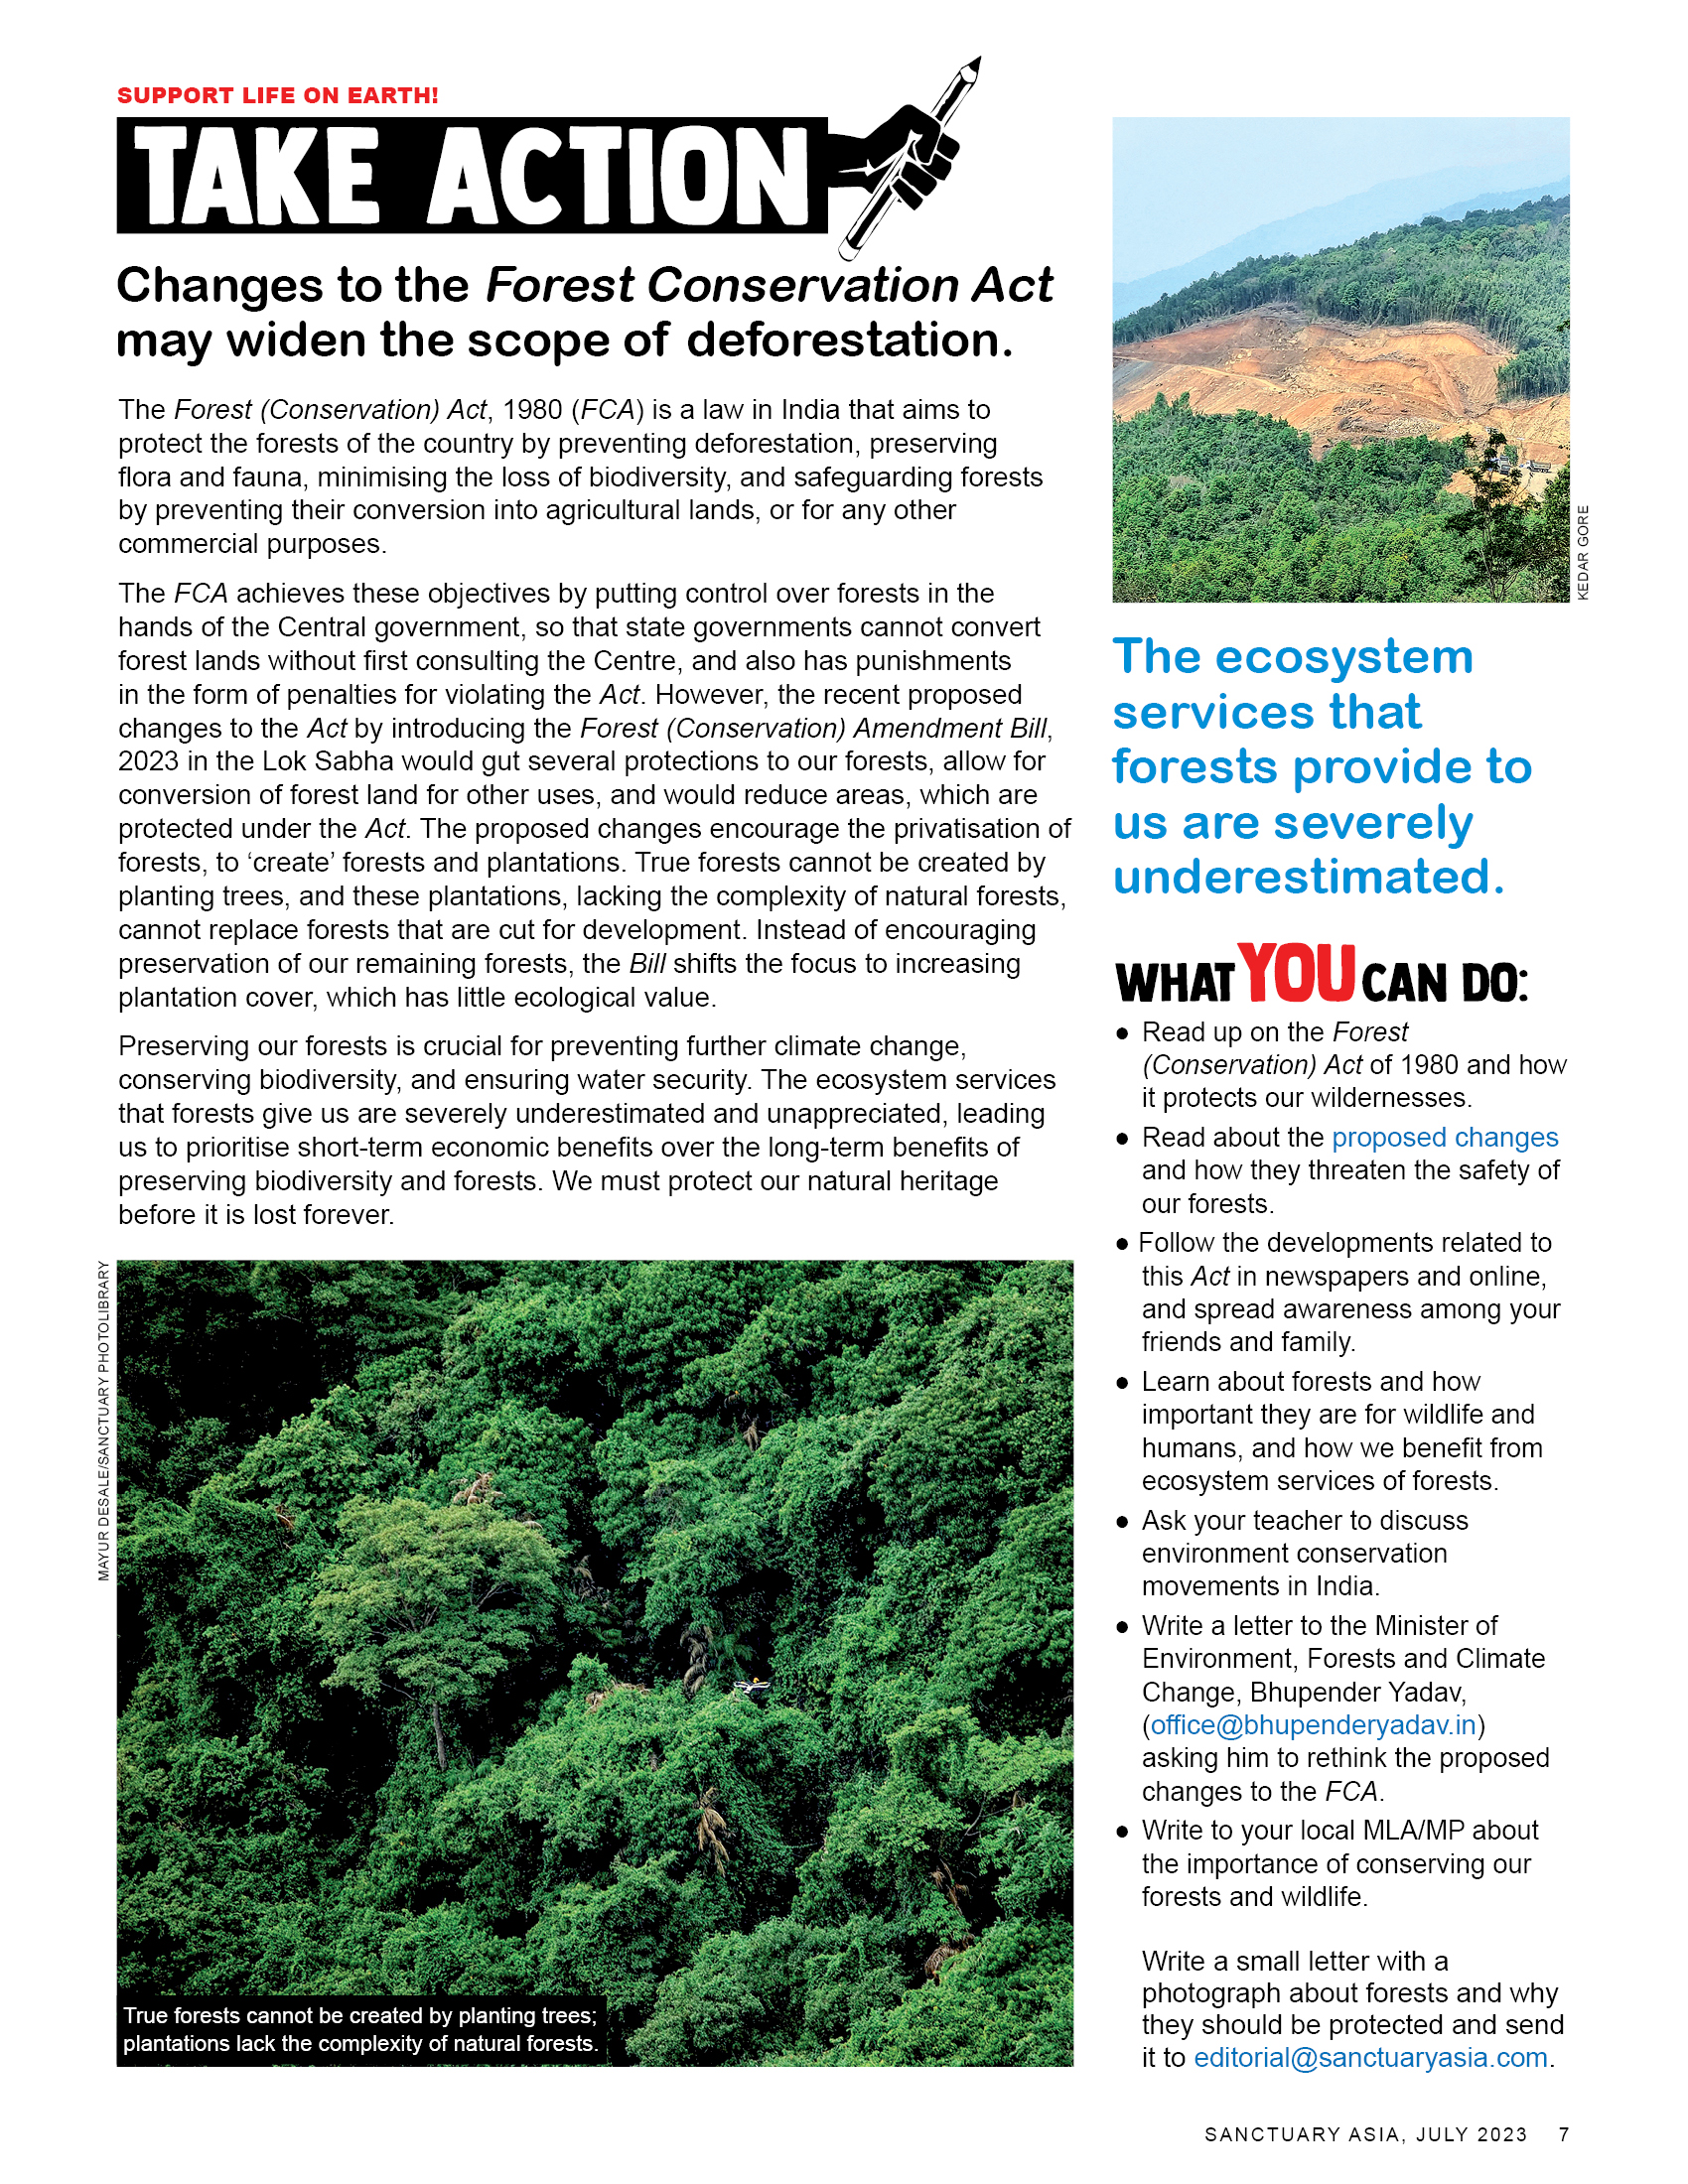 SUPPORT LIFE ON EARTH!
TAKE ACTION
Changes to the Forest Conservation Act
may widen the scope of deforestation.
The Forest (Conservation) Act, 1980 (FCA) is a law in India that aims to
protect the forests of the country by preventing deforestation, preserving
flora and fauna, minimising the loss of biodiversity, and safeguarding forests
by preventing their conversion into agricultural lands, or for any other
commercial purposes.
The FCA achieves these objectives by putting control over forests in the
hands of the Central government, so that state governments cannot convert
forest lands without first consulting the Centre, and also has punishments
in the form of penalties for violating the Act. However, the recent proposed
changes to the Act by introducing the Forest (Conservation) Amendment Bill,
2023 in the Lok Sabha would gut several protections to our forests, allow for
conversion of forest land for other uses, and would reduce areas, which are
protected under the Act. The proposed changes encourage the privatisation of
forests, to ‘create’ forests and plantations. True forests cannot be created by
planting trees, and these plantations, lacking the complexity of natural forests,
cannot replace forests that are cut for development. Instead of encouraging
preservation of our remaining forests, the Bill shifts the focus to increasing
plantation cover, which has little ecological value.
Preserving our forests is crucial for preventing further climate change,
conserving biodiversity, and ensuring water security. The ecosystem services
that forests give us are severely underestimated and unappreciated, leading
us to prioritise short-term economic benefits over the long-term benefits of
preserving biodiversity and forests. We must protect our natural heritage
before it is lost forever.
MAYUR DESALE/SANCTUARY PHOTOLIBRARY
True forests cannot be created by planting trees;
plantations lack the complexity of natural forests.
KEDAR GORE
The ecosystem
services that
forests provide to
us are severely
underestimated.
WHAT YOU CAN DO:
● Read up on the Forest
(Conservation) Act of 1980 and how
it protects our wildernesses.
● Read about the proposed changes
and how they threaten the safety of
our forests.
● Follow the developments related to
this Act in newspapers and online,
and spread awareness among your
friends and family.
● Learn about forests and how
important they are for wildlife and
humans, and how we benefit from
ecosystem services of forests.
● Ask your teacher to discuss
environment conservation
movements in India.
● Write a letter to the Minister of
Environment, Forests and Climate
Change, Bhupender Yadav,
(office@bhupenderyadav.in)
asking him to rethink the proposed
changes to the FCA.
● Write to your local MLA/MP about
the importance of conserving our
forests and wildlife.
Write a small letter with a
photograph about forests and why
they should be protected and send
it to editorial@sanctuaryasia.com.
SANCTUARY ASIA, JULY 2023 7